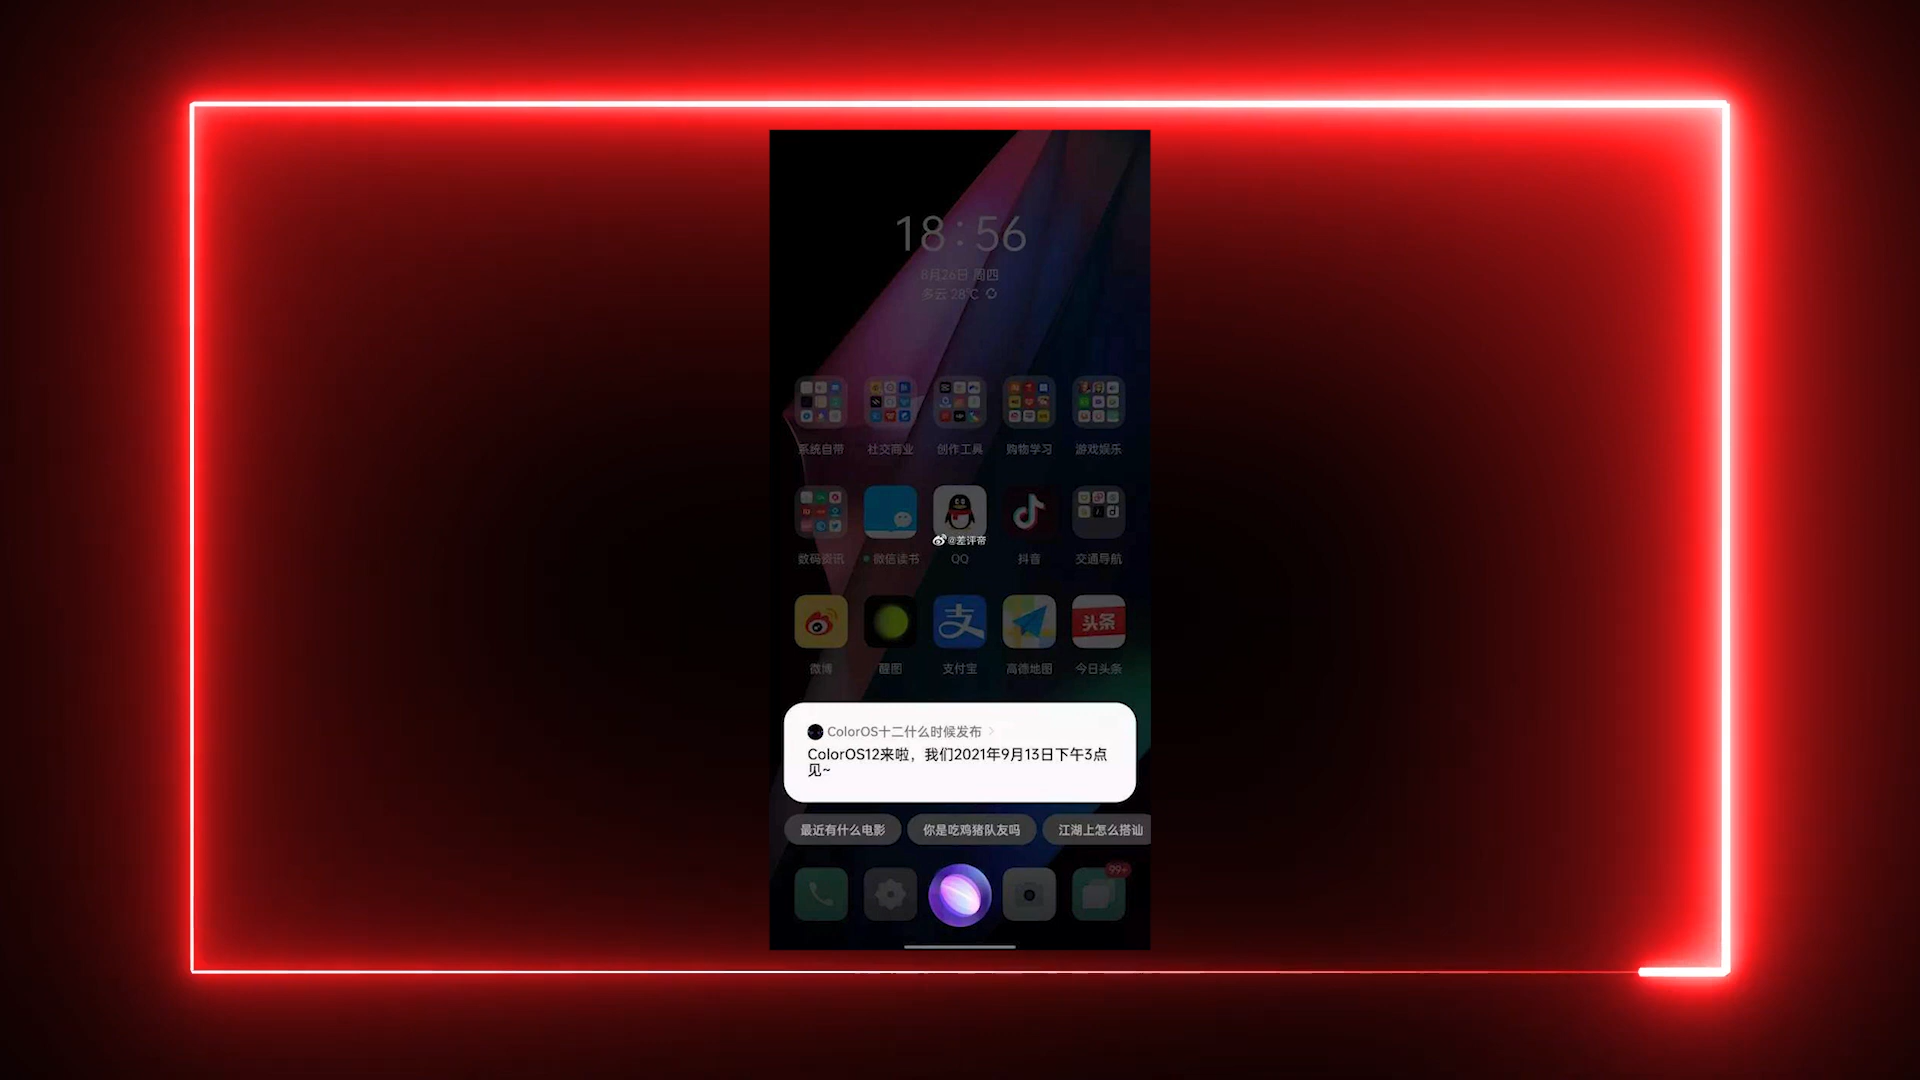 18:56
8月26日 周四
多云 28℃
系统自带 社交商业 创作工具 购物学习 游戏娱乐
@差评帝
数码资讯 微信读书 QQ 抖音 交通导航
支
头条
微博 醒图 支付宝 高德地图 今日头条
ColorOS十二什么时候发布
ColorOS12来啦，我们2021年9月13日下午3点
见~
最近有什么电影 你是吃鸡猪队友吗 江湖上怎么搭讪
99+